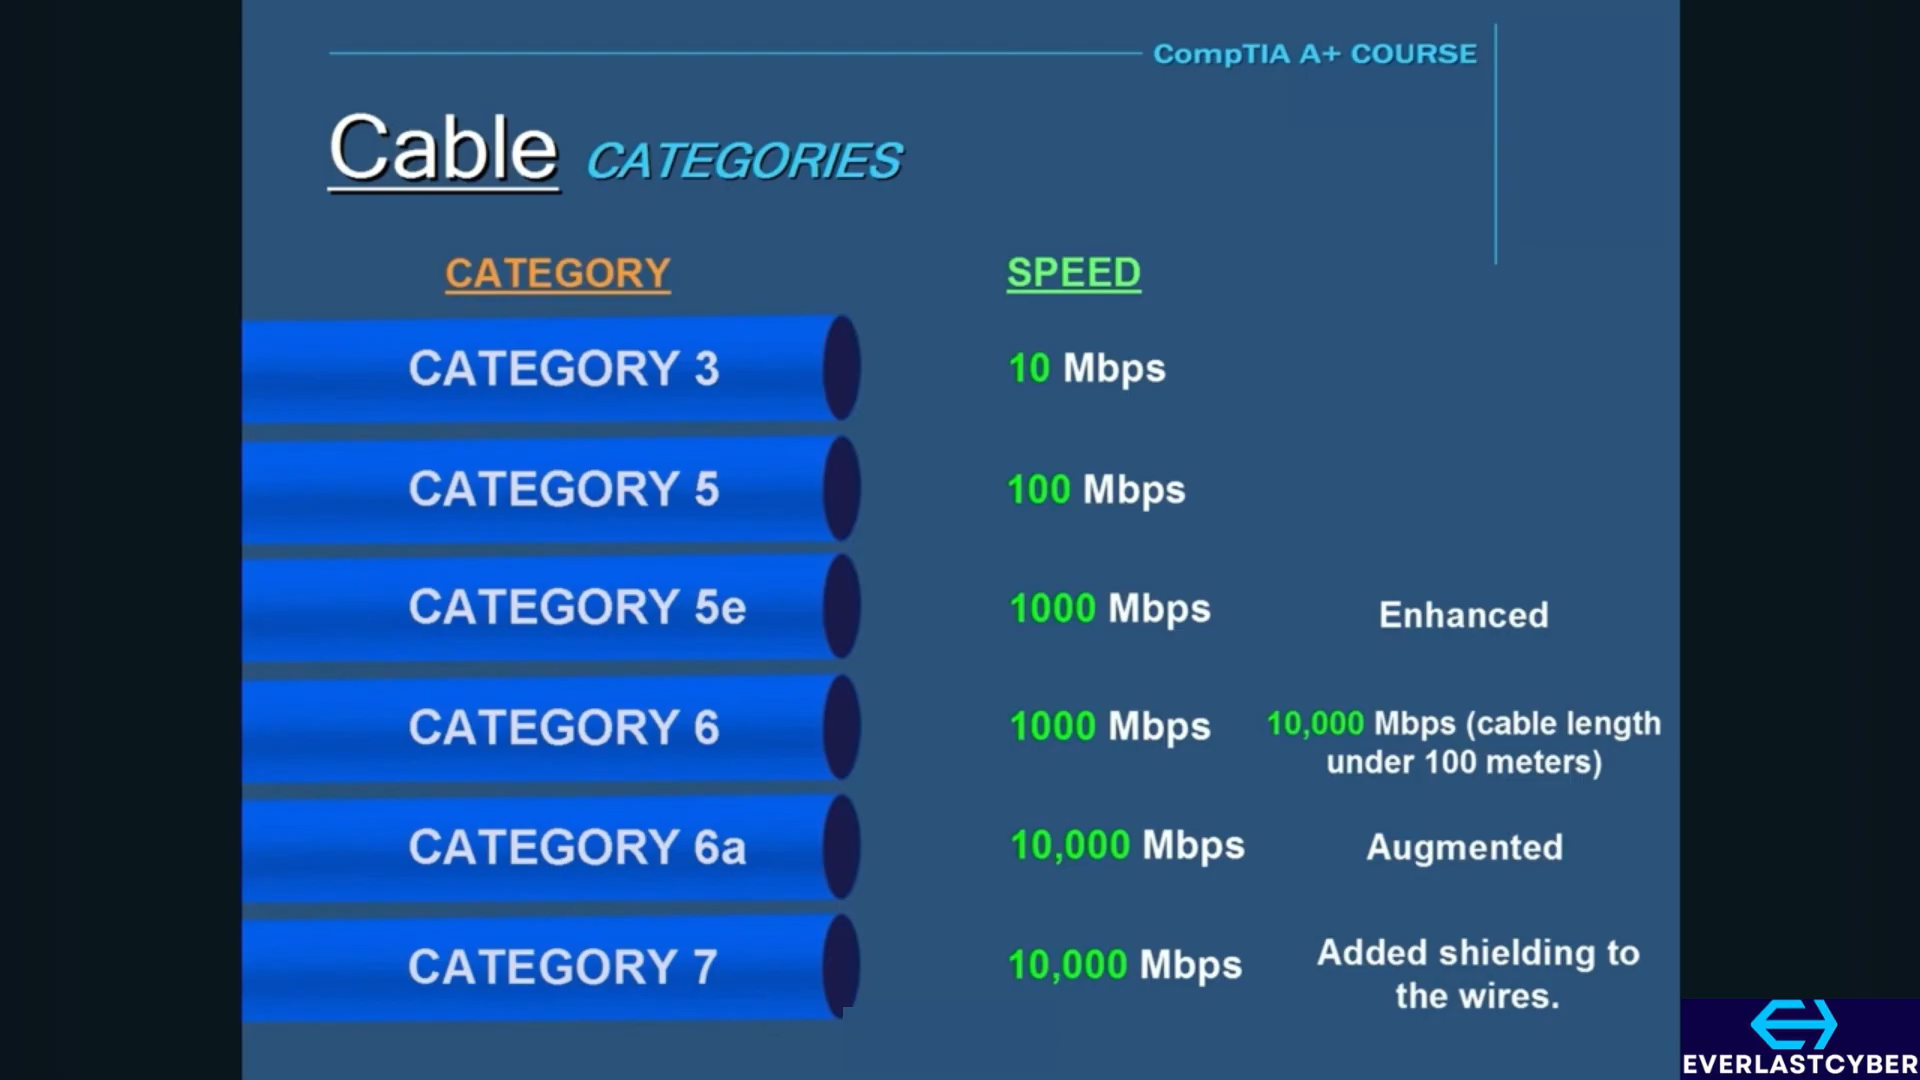 CompTIA A+ COURSE
Cable CATEGORIES
CATEGORY SPEED
CATEGORY 3 10 Mbps
CATEGORY 5 100 Mbps
CATEGORY 5e 1000 Mbps Enhanced
CATEGORY 6 1000 Mbps 10,000 Mbps (cable length
under 100 meters)
CATEGORY 6a 10,000 Mbps Augmented
CATEGORY 7 10,000 Mbps Added shielding to
the wires.
EVERLASTCYBER